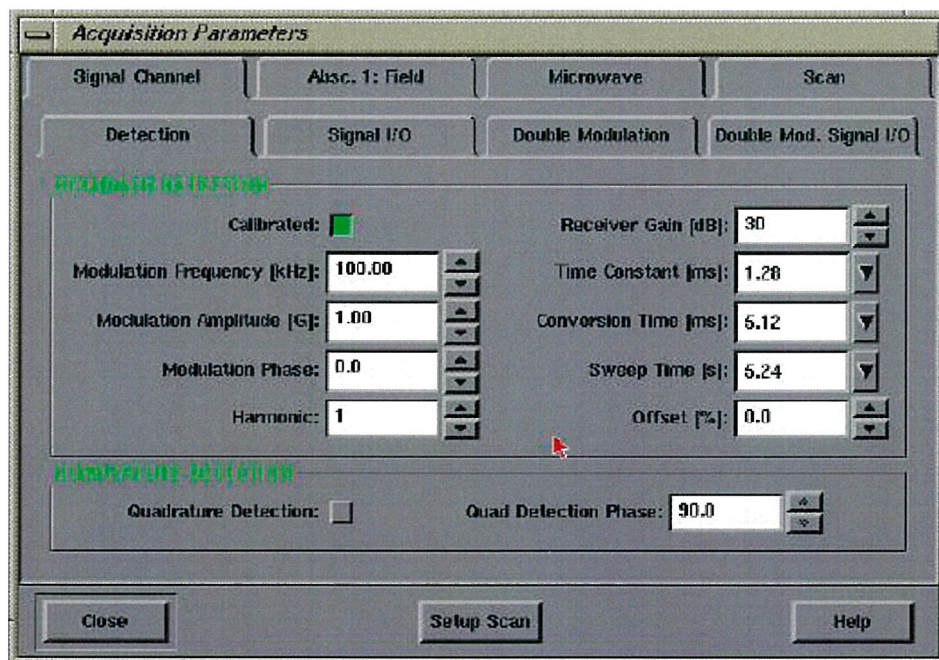 Acquisition Parameters
Signal Channel Absc. 1: Field Microwave Scan
Detection Signal I/O Double Modulation Double Mod. Signal I/O
Calibrated: Receiver Gain [dB]: 30
Modulation Frequency [kHz]: 100.00 Time Constant [ms]: 1.28
Modulation Amplitude [G]: 1.00 Conversion Time [ms]: 5.12
Modulation Phase: 0.0 Sweep Time [s]: 5.24
Harmonic: 1 Offset [%]: 0.0
Quadrature Detection: Quad Detection Phase: 90.0
Close Setup Scan Help